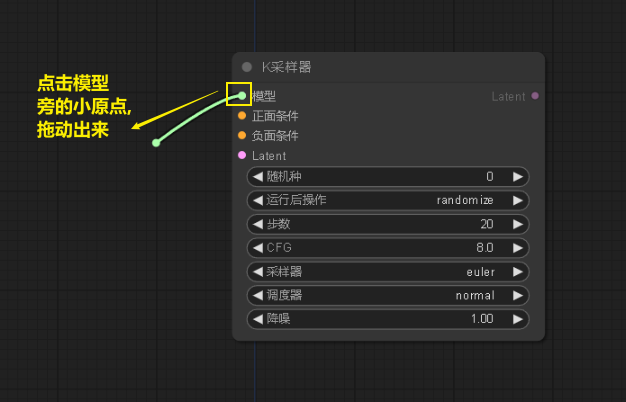 点击模型
旁的小原点,
拖动出来
K采样器
模型 Latent
正面条件
负面条件
Latent
随机种 0
运行后操作 randomize
步数 20
CFG 8.0
采样器 euler
调度器 normal
降噪 1.00